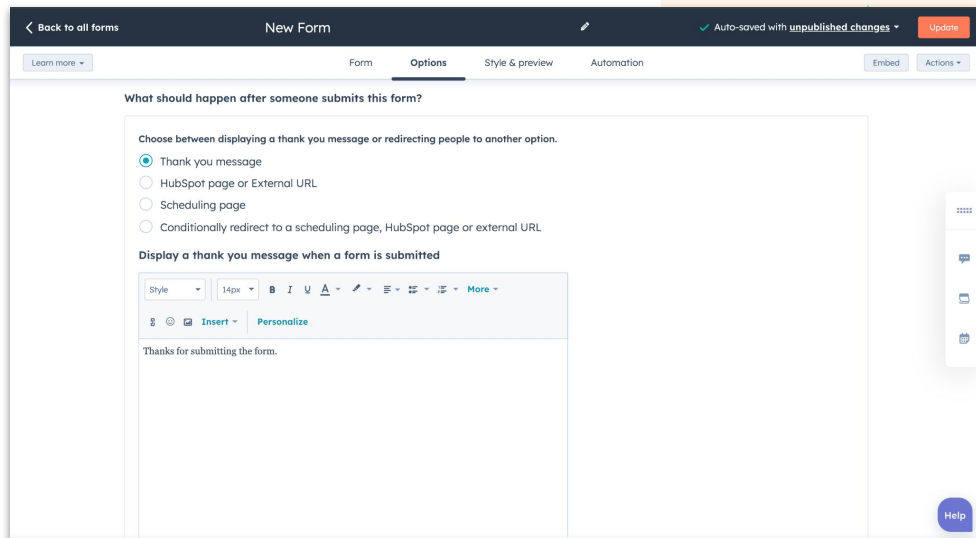 Back to all forms
New Form
Auto-saved with unpublished changes
Update
Learn more
Form
Options
Style & preview
Automation
Embed
Actions
What should happen after someone submits this form?
Choose between displaying a thank you message or redirecting people to another option.
Thank you message
HubSpot page or External URL
Scheduling page
Conditionally redirect to a scheduling page, HubSpot page or external URL
Display a thank you message when a form is submitted
Style
14px
B I U A
More
Insert
Personalize
Thanks for submitting the form.
Help